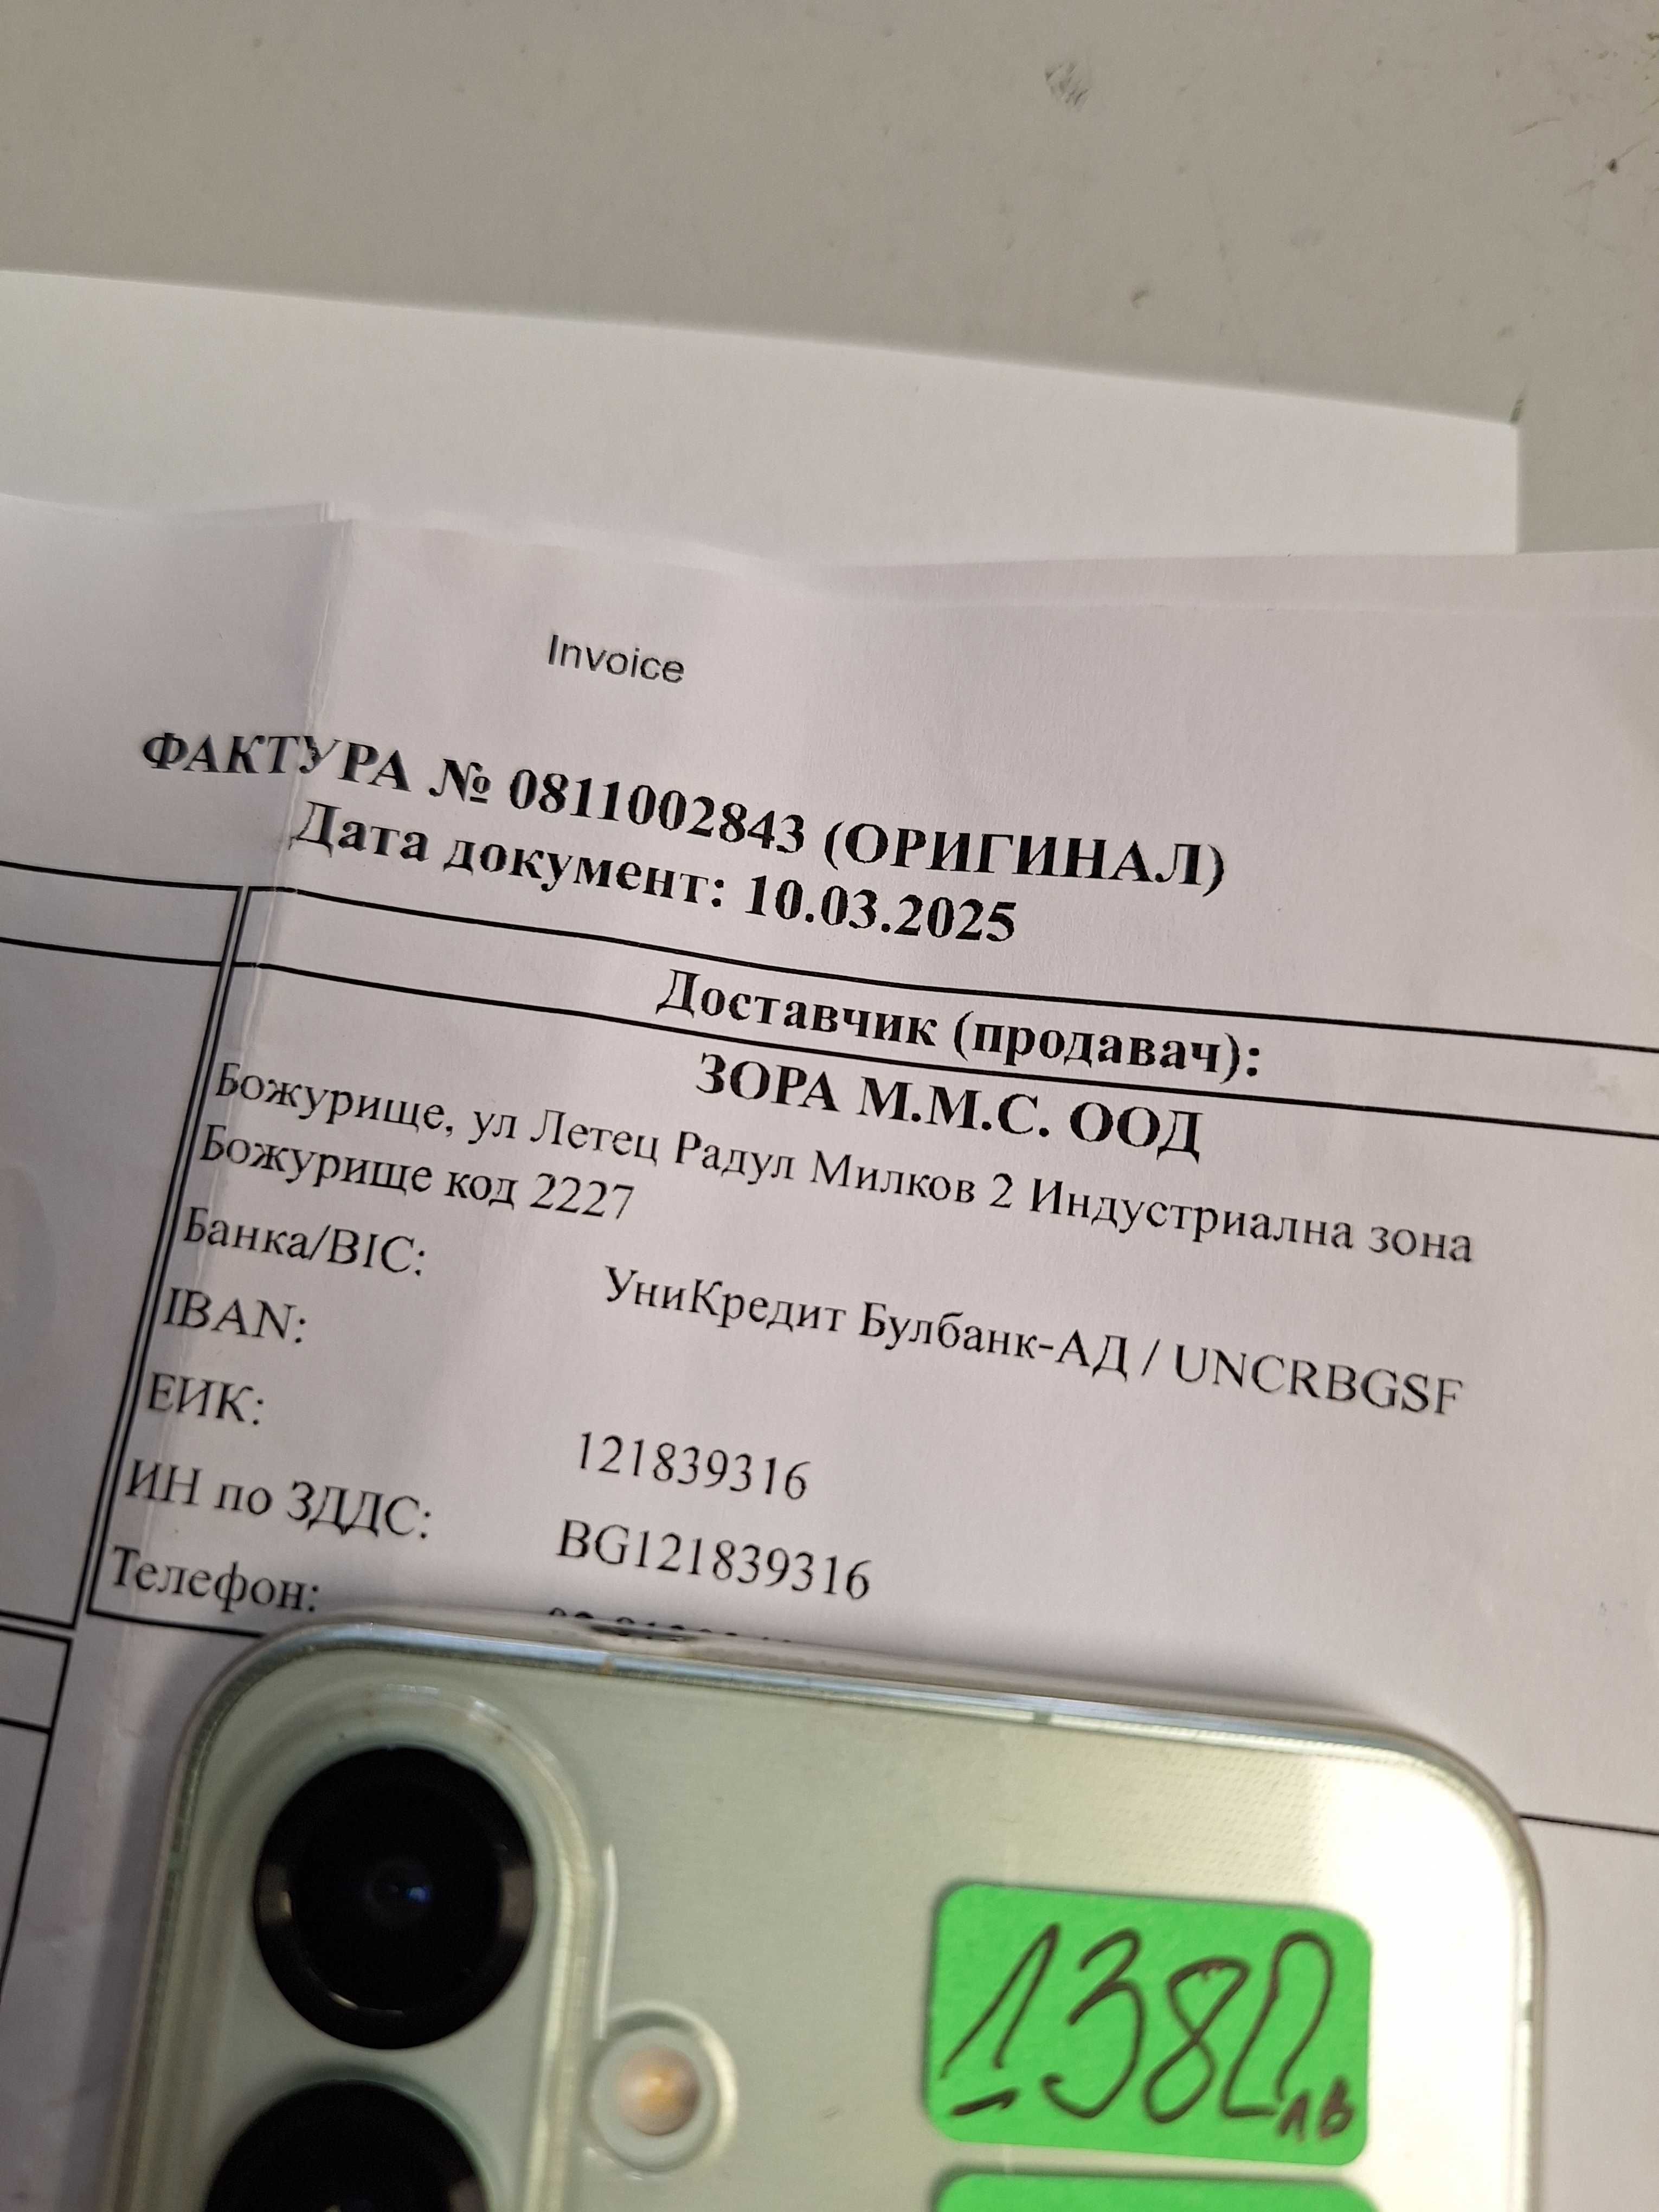 Invoice
ФАКТУРА № 0811002843 (ОРИГИНАЛ)
Дата документ: 10.03.2025
Доставчик (продавач):
ЗОРА М.М.С. ООД
Божурище, ул Летец Радул Милков 2 Индустриална зона
Божурище код 2227
Банка/BIC: УниКредит Булбанк-АД / UNCRBGSF
IBAN:
ЕИК: 121839316
ИН по ЗДДС: BG121839316
Телефон:
1380лв